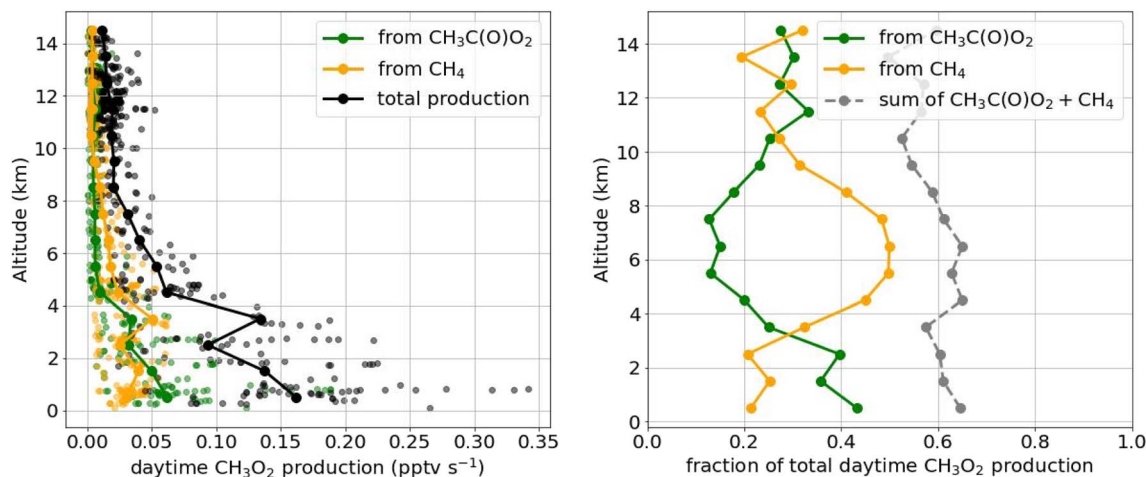 14
12
10
8
6
4
2
0
Altitude (km)
from CH₃C(O)O₂
from CH₄
total production
0.00 0.05 0.10 0.15 0.20 0.25 0.30 0.35
daytime CH₃O₂ production (pptv s⁻¹)
14
12
10
8
6
4
2
0
Altitude (km)
from CH₃C(O)O₂
from CH₄
sum of CH₃C(O)O₂ + CH₄
0.0 0.2 0.4 0.6 0.8 1.0
fraction of total daytime CH₃O₂ production